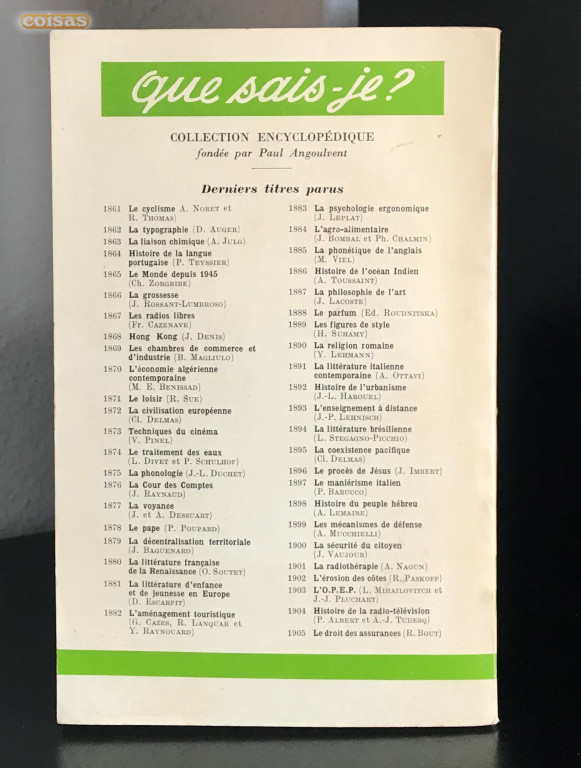 coisas
que sais-je?
COLLECTION ENCYCLOPÉDIQUE
fondée par Paul Angoulvent
Derniers titres parus
1861 Le cyclisme A. Noret et
R. Thomas)
1862 La typographie (D. Auger)
1863 La liaison chimique (A. Julg)
1864 Histoire de la langue
portugaise (P. Teyssier)
1865 Le Monde depuis 1945
(Ch. Zorgbibe)
1866 La grossesse
(J. Rossant-Lumbroso)
1867 Les radios libres
(Fr. Cazenave)
1868 Hong Kong (J. Denis)
1869 Les chambres de commerce et
d'industrie (B. Magliulo)
1870 L'économie algérienne
contemporaine
(M. E. Benissad)
1871 Le loisir (R. Sue)
1872 La civilisation européenne
(Cl. Delmas)
1873 Techniques du cinéma
(V. Pinel)
1874 Le traitement des eaux
(L. Divet et P. Schulhof)
1875 La phonologie (J.-L. Duchet)
1876 La Cour des Comptes
(J. Raynaud)
1877 La voyance
(J. et A. Dessuart)
1878 Le pape (P. Poupard)
1879 La décentralisation territoriale
(J. Baguenard)
1880 La littérature française
de la Renaissance (O. Soutet)
1881 La littérature d'enfance
et de jeunesse en Europe
(D. Escarpit)
1882 L'aménagement touristique
(G. Cazes, R. Lanquar et
Y. Raynouard)
1883 La psychologie ergonomique
(J. Leplat)
1884 L'agro-alimentaire
(J. Bombal et Ph. Chalmin)
1885 La phonétique de l'anglais
(M. Viel)
1886 Histoire de l'océan Indien
(A. Toussaint)
1887 La philosophie de l'art
(J. Lacoste)
1888 Le parfum (Ed. Roudnitska)
1889 Les figures de style
(H. Suhamy)
1890 La religion romaine
(Y. Lehmann)
1891 La littérature italienne
contemporaine (A. Ottavi)
1892 Histoire de l'urbanisme
(J.-L. Harouel)
1893 L'enseignement à distance
(J.-P. Lehnisch)
1894 La littérature brésilienne
(L. Stegagno-Picchio)
1895 La coexistence pacifique
(Cl. Delmas)
1896 Le procès de Jésus (J. Imbert)
1897 Le maniérisme italien
(P. Barucco)
1898 Histoire du peuple hébreu
(A. Lemaire)
1899 Les mécanismes de défense
(A. Mucchielli)
1900 La sécurité du citoyen
(J. Vaujour)
1901 La radiothérapie (A. Naoun)
1902 L'érosion des côtes (R. Paskoff)
1903 L'O.P.E.P. (L. Mihailovitch et
J.-J. Pluchart)
1904 Histoire de la radio-télévision
(P. Albert et A.-J. Tudesq)
1905 Le droit des assurances (R. Bout)